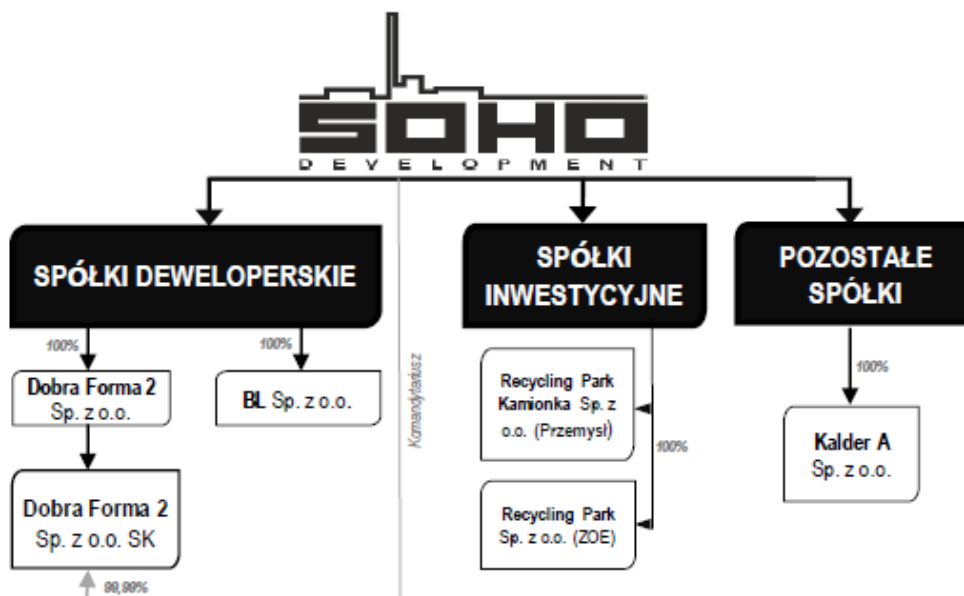 SOHO
DEVELOPMENT
SPÓŁKI DEWELOPERSKIE
100%
Dobra Forma 2
Sp. z o.o.
Dobra Forma 2
Sp. z o.o. SK
99,99%
100%
BL Sp. z o.o.
Komandytariusz
SPÓŁKI
INWESTYCYJNE
Recycling Park
Kamionka Sp. z
o.o. (Przemysł)
100%
Recycling Park
Sp. z o.o. (ZOE)
POZOSTAŁE
SPÓŁKI
100%
Kalder A
Sp. z o.o.